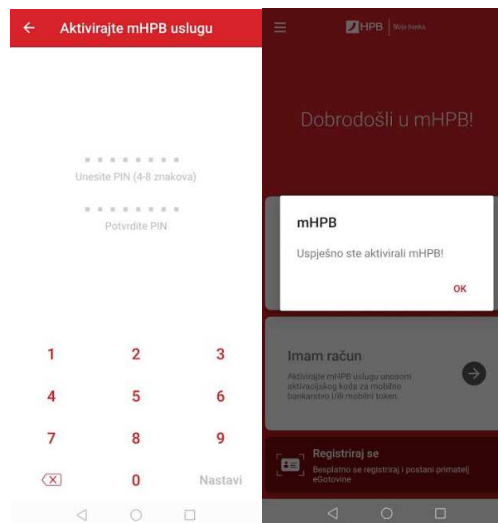 Aktivirajte mHPB uslugu
Unesite PIN (4-8 znakova)
Potvrdite PIN
1 2 3
4 5 6
7 8 9
0 Nastavi
HPB Moja banka
Dobrodošli u mHPB!
mHPB
Uspješno ste aktivirali mHPB!
OK
Imam račun
Aktivirajte mHPB uslugu unosom
aktivacijskog koda za mobilno
bankarstvo i/ili mobilni token.
Registriraj se
Besplatno se registriraj i postani primatelj
eGotovine